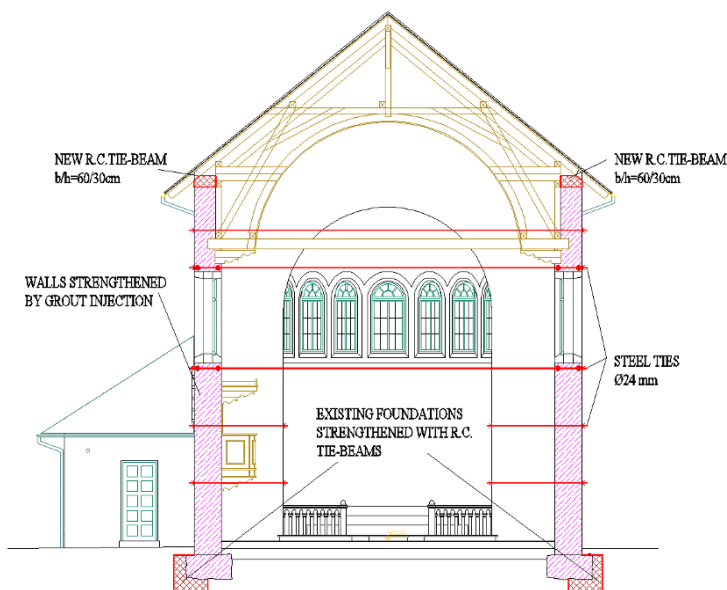 NEW R.C.TIE-BEAM
b/h=60/30cm
NEW R.C.TIE-BEAM
b/h=60/30cm
WALLS STRENGTHENED
BY GROUT INJECTION
STEEL TIES
Ø24 mm
EXISTING FOUNDATIONS
STRENGTHENED WITH R.C.
TIE-BEAMS